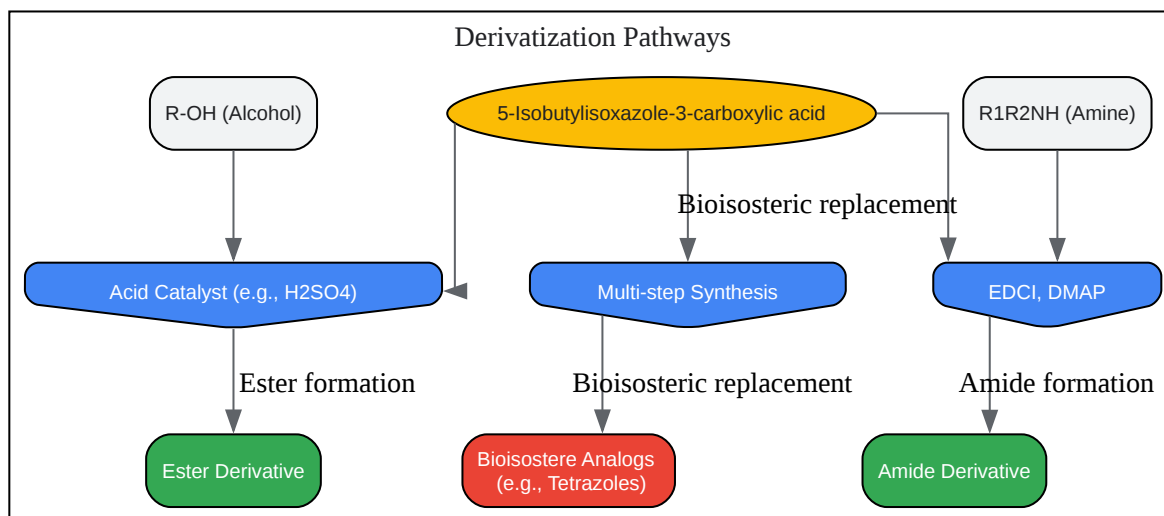 Derivatization Pathways
R-OH (Alcohol)
5-Isobutylisoxazole-3-carboxylic acid
R1R2NH (Amine)
Bioisosteric replacement
Acid Catalyst (e.g., H2SO4)
Multi-step Synthesis
EDCI, DMAP
Ester formation
Bioisosteric replacement
Amide formation
Ester Derivative
Bioisostere Analogs
(e.g., Tetrazoles)
Amide Derivative